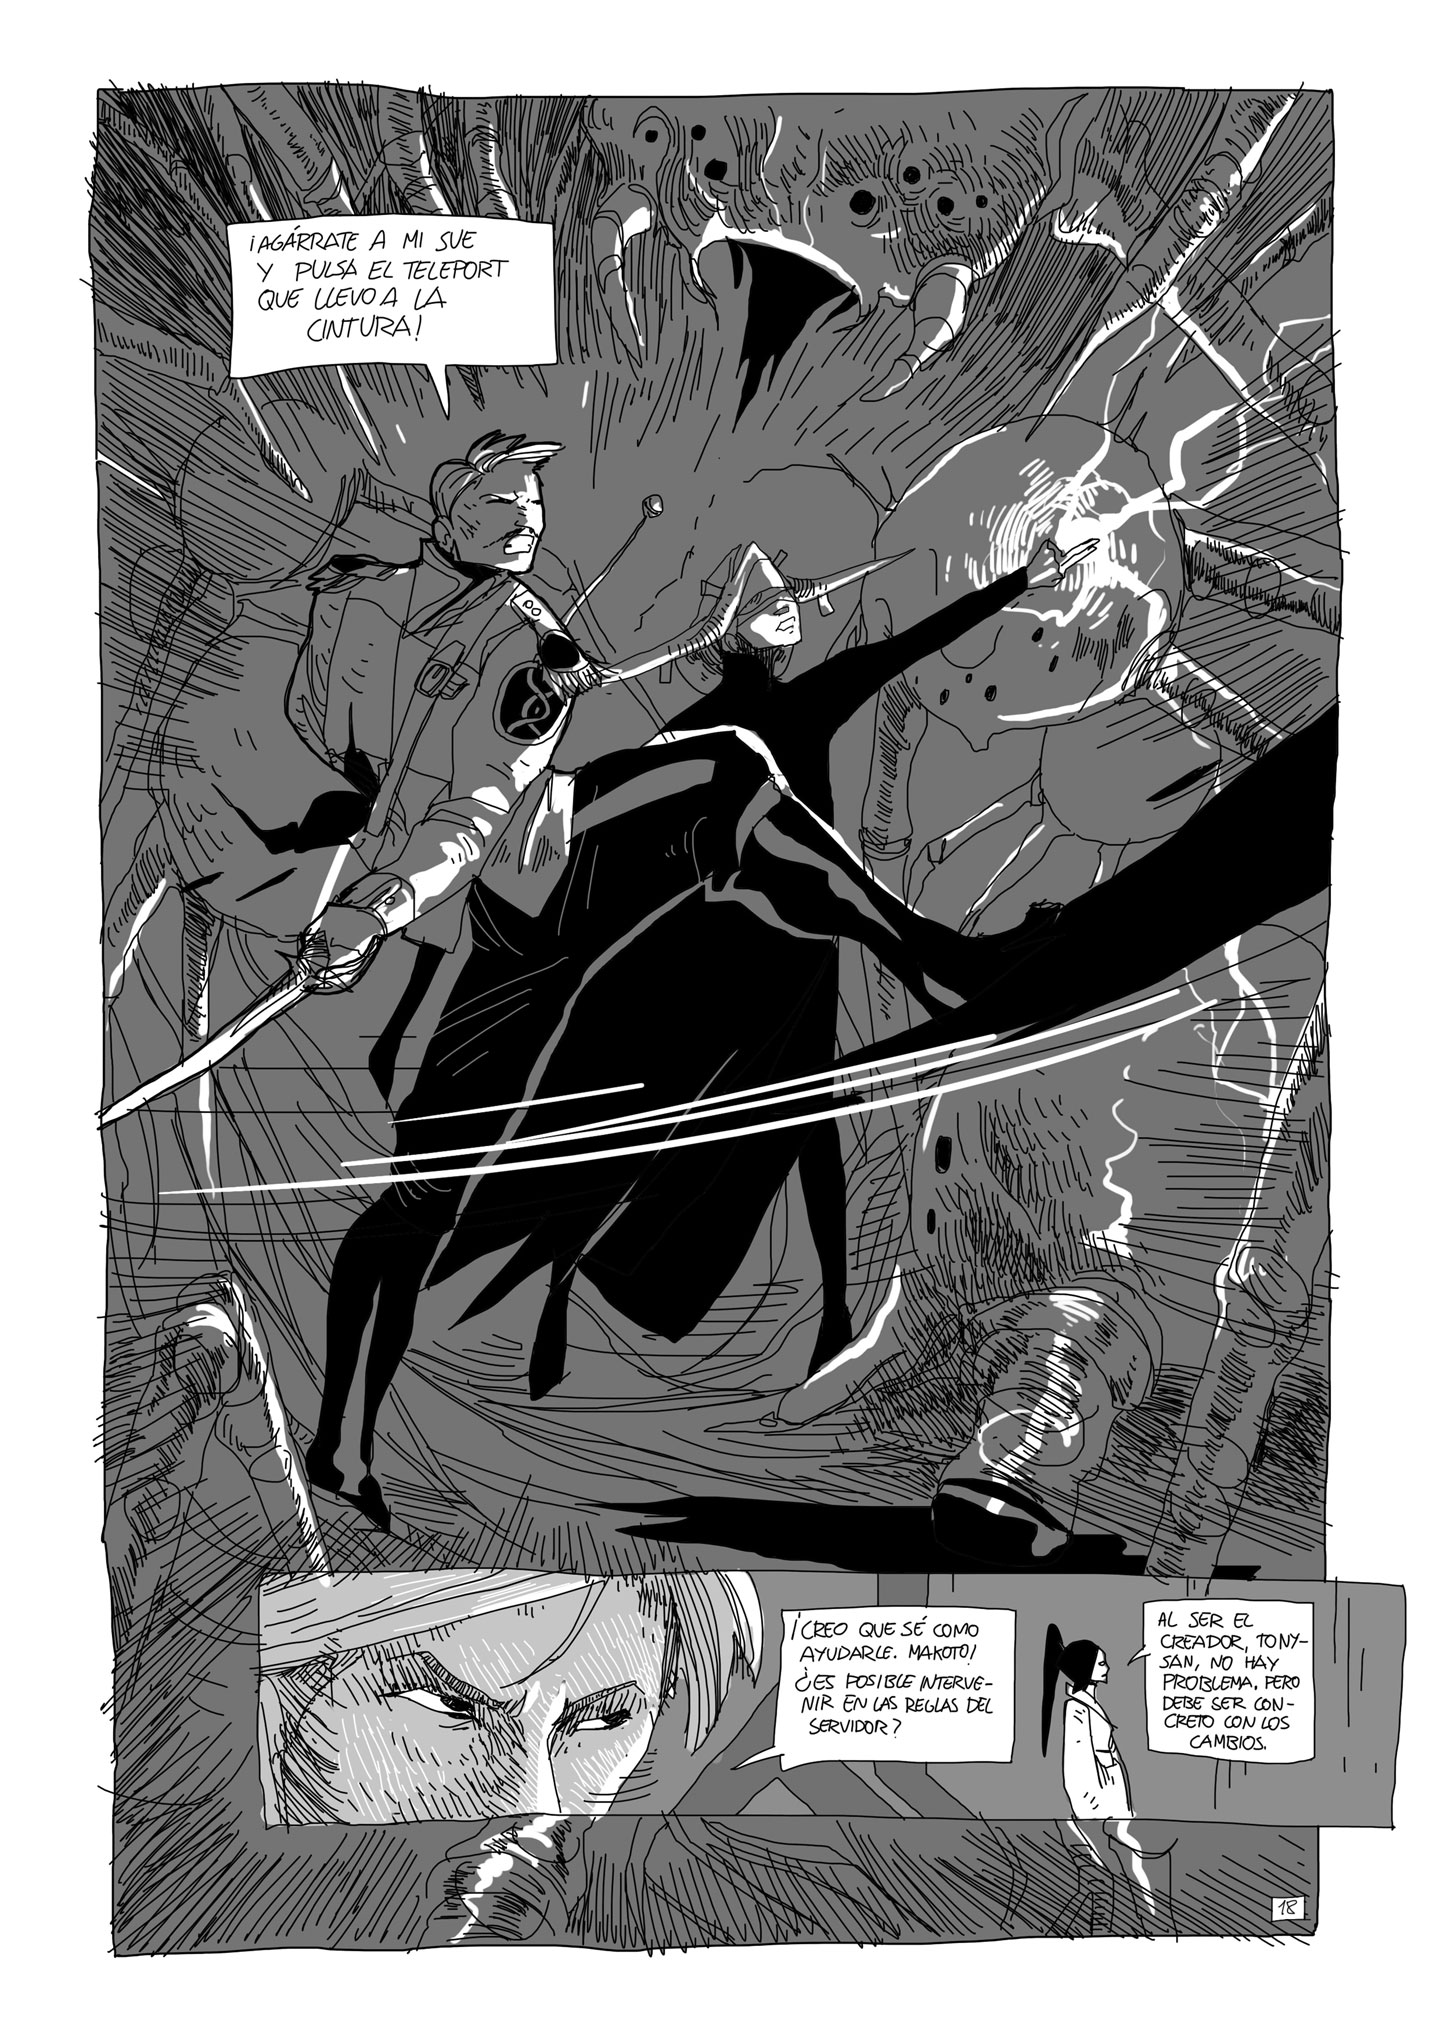 ¡AGÁRRATE A MI SUE
Y PULSA EL TELEPORT
QUE LLEVO A LA
CINTURA!
¡CREO QUE SÉ COMO
AYUDARLE. MAKOTO!
¿ES POSIBLE INTERVE-
NIR EN LAS REGLAS DEL
SERVIDOR?
AL SER EL
CREADOR, TONY-
SAN, NO HAY
PROBLEMA. PERO
DEBE SER CON-
CRETO CON LOS
CAMBIOS.
18